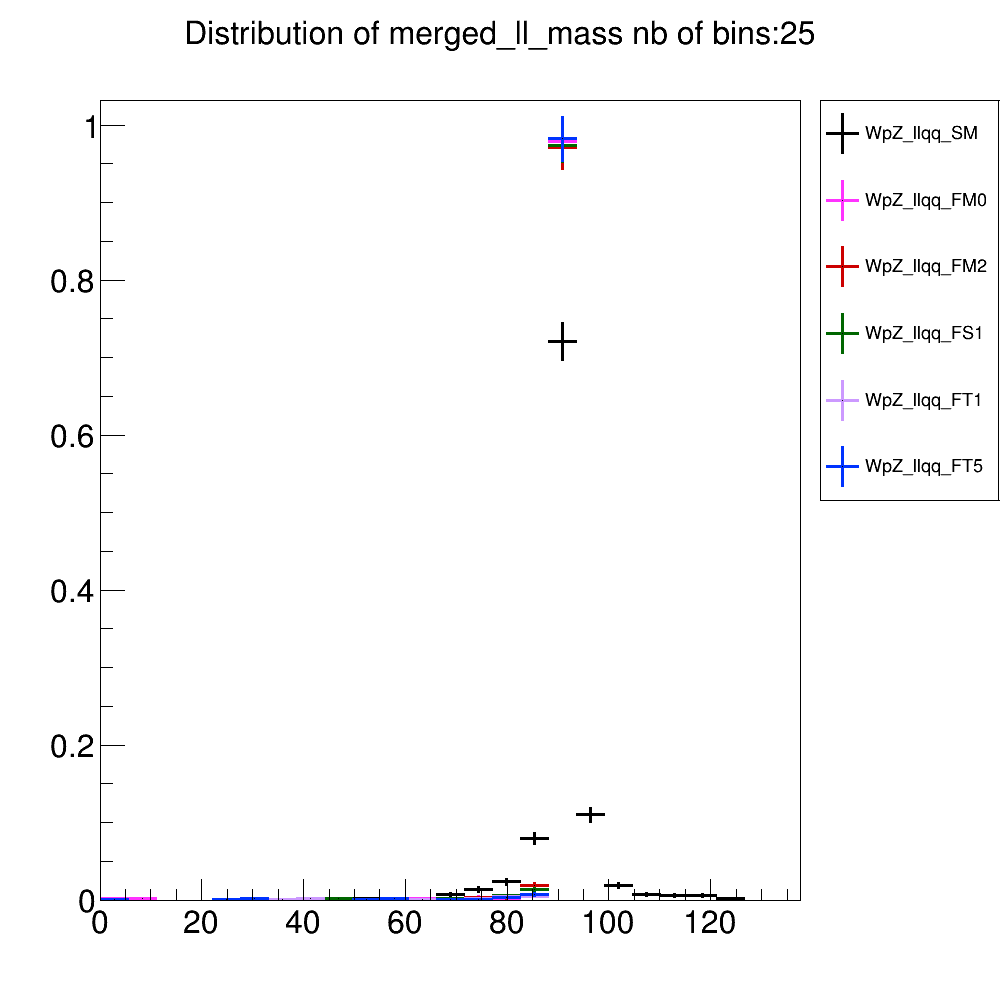 Distribution of merged_ll_mass nb of bins:25
1
0.8
0.6
0.4
0.2
0
0 20 40 60 80 100 120
WpZ_llqq_SM
WpZ_llqq_FM0
WpZ_llqq_FM2
WpZ_llqq_FS1
WpZ_llqq_FT1
WpZ_llqq_FT5